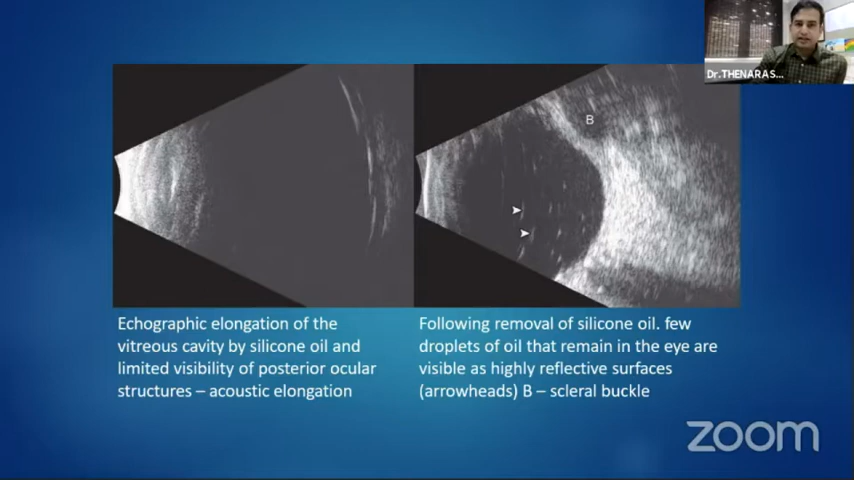 Dr.THENARAS...
B
Echographic elongation of the
vitreous cavity by silicone oil and
limited visibility of posterior ocular
structures – acoustic elongation
Following removal of silicone oil. few
droplets of oil that remain in the eye are
visible as highly reflective surfaces
(arrowheads) B – scleral buckle
zoom